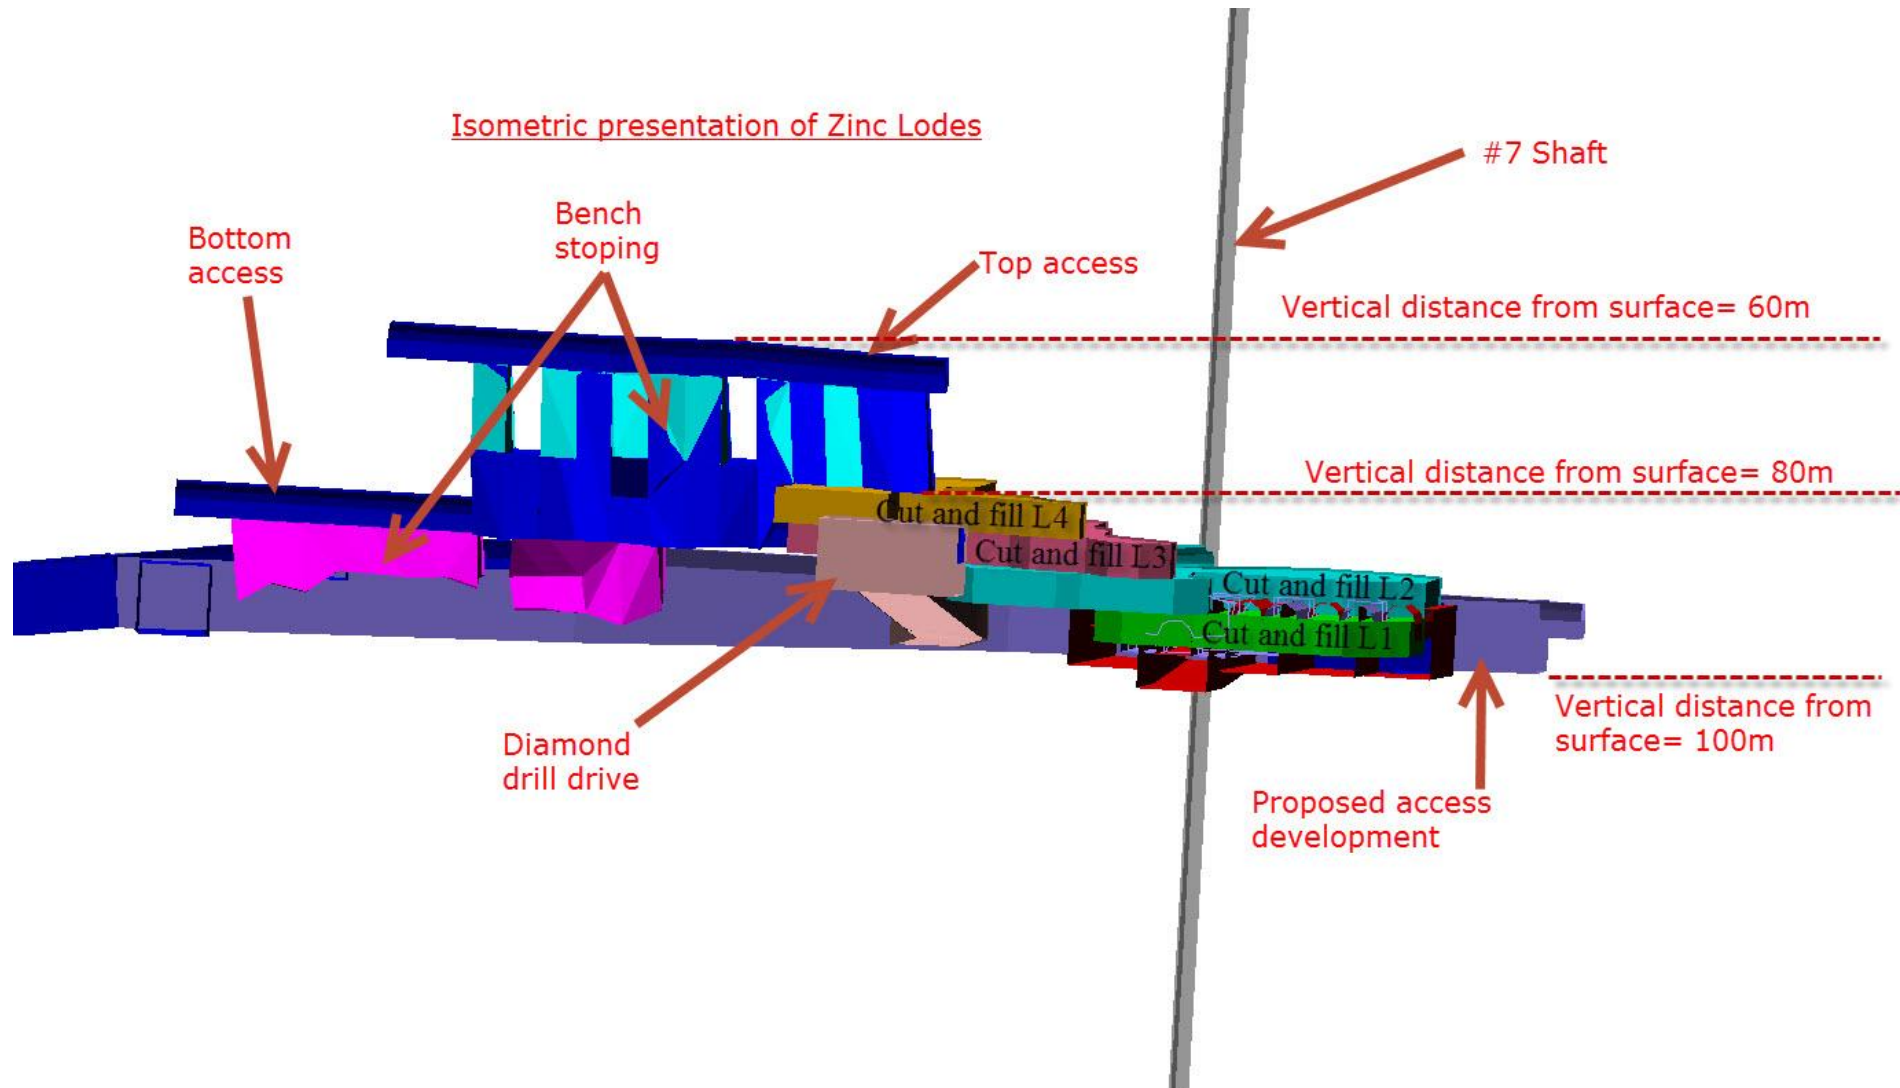 Isometric presentation of Zinc Lodes
#7 Shaft
Bench
stoping
Bottom
access
Top access
Vertical distance from surface= 60m
Vertical distance from surface= 80m
Cut and fill L4
Cut and fill L3
Cut and fill L2
Cut and fill L1
Vertical distance from
surface= 100m
Diamond
drill drive
Proposed access
development